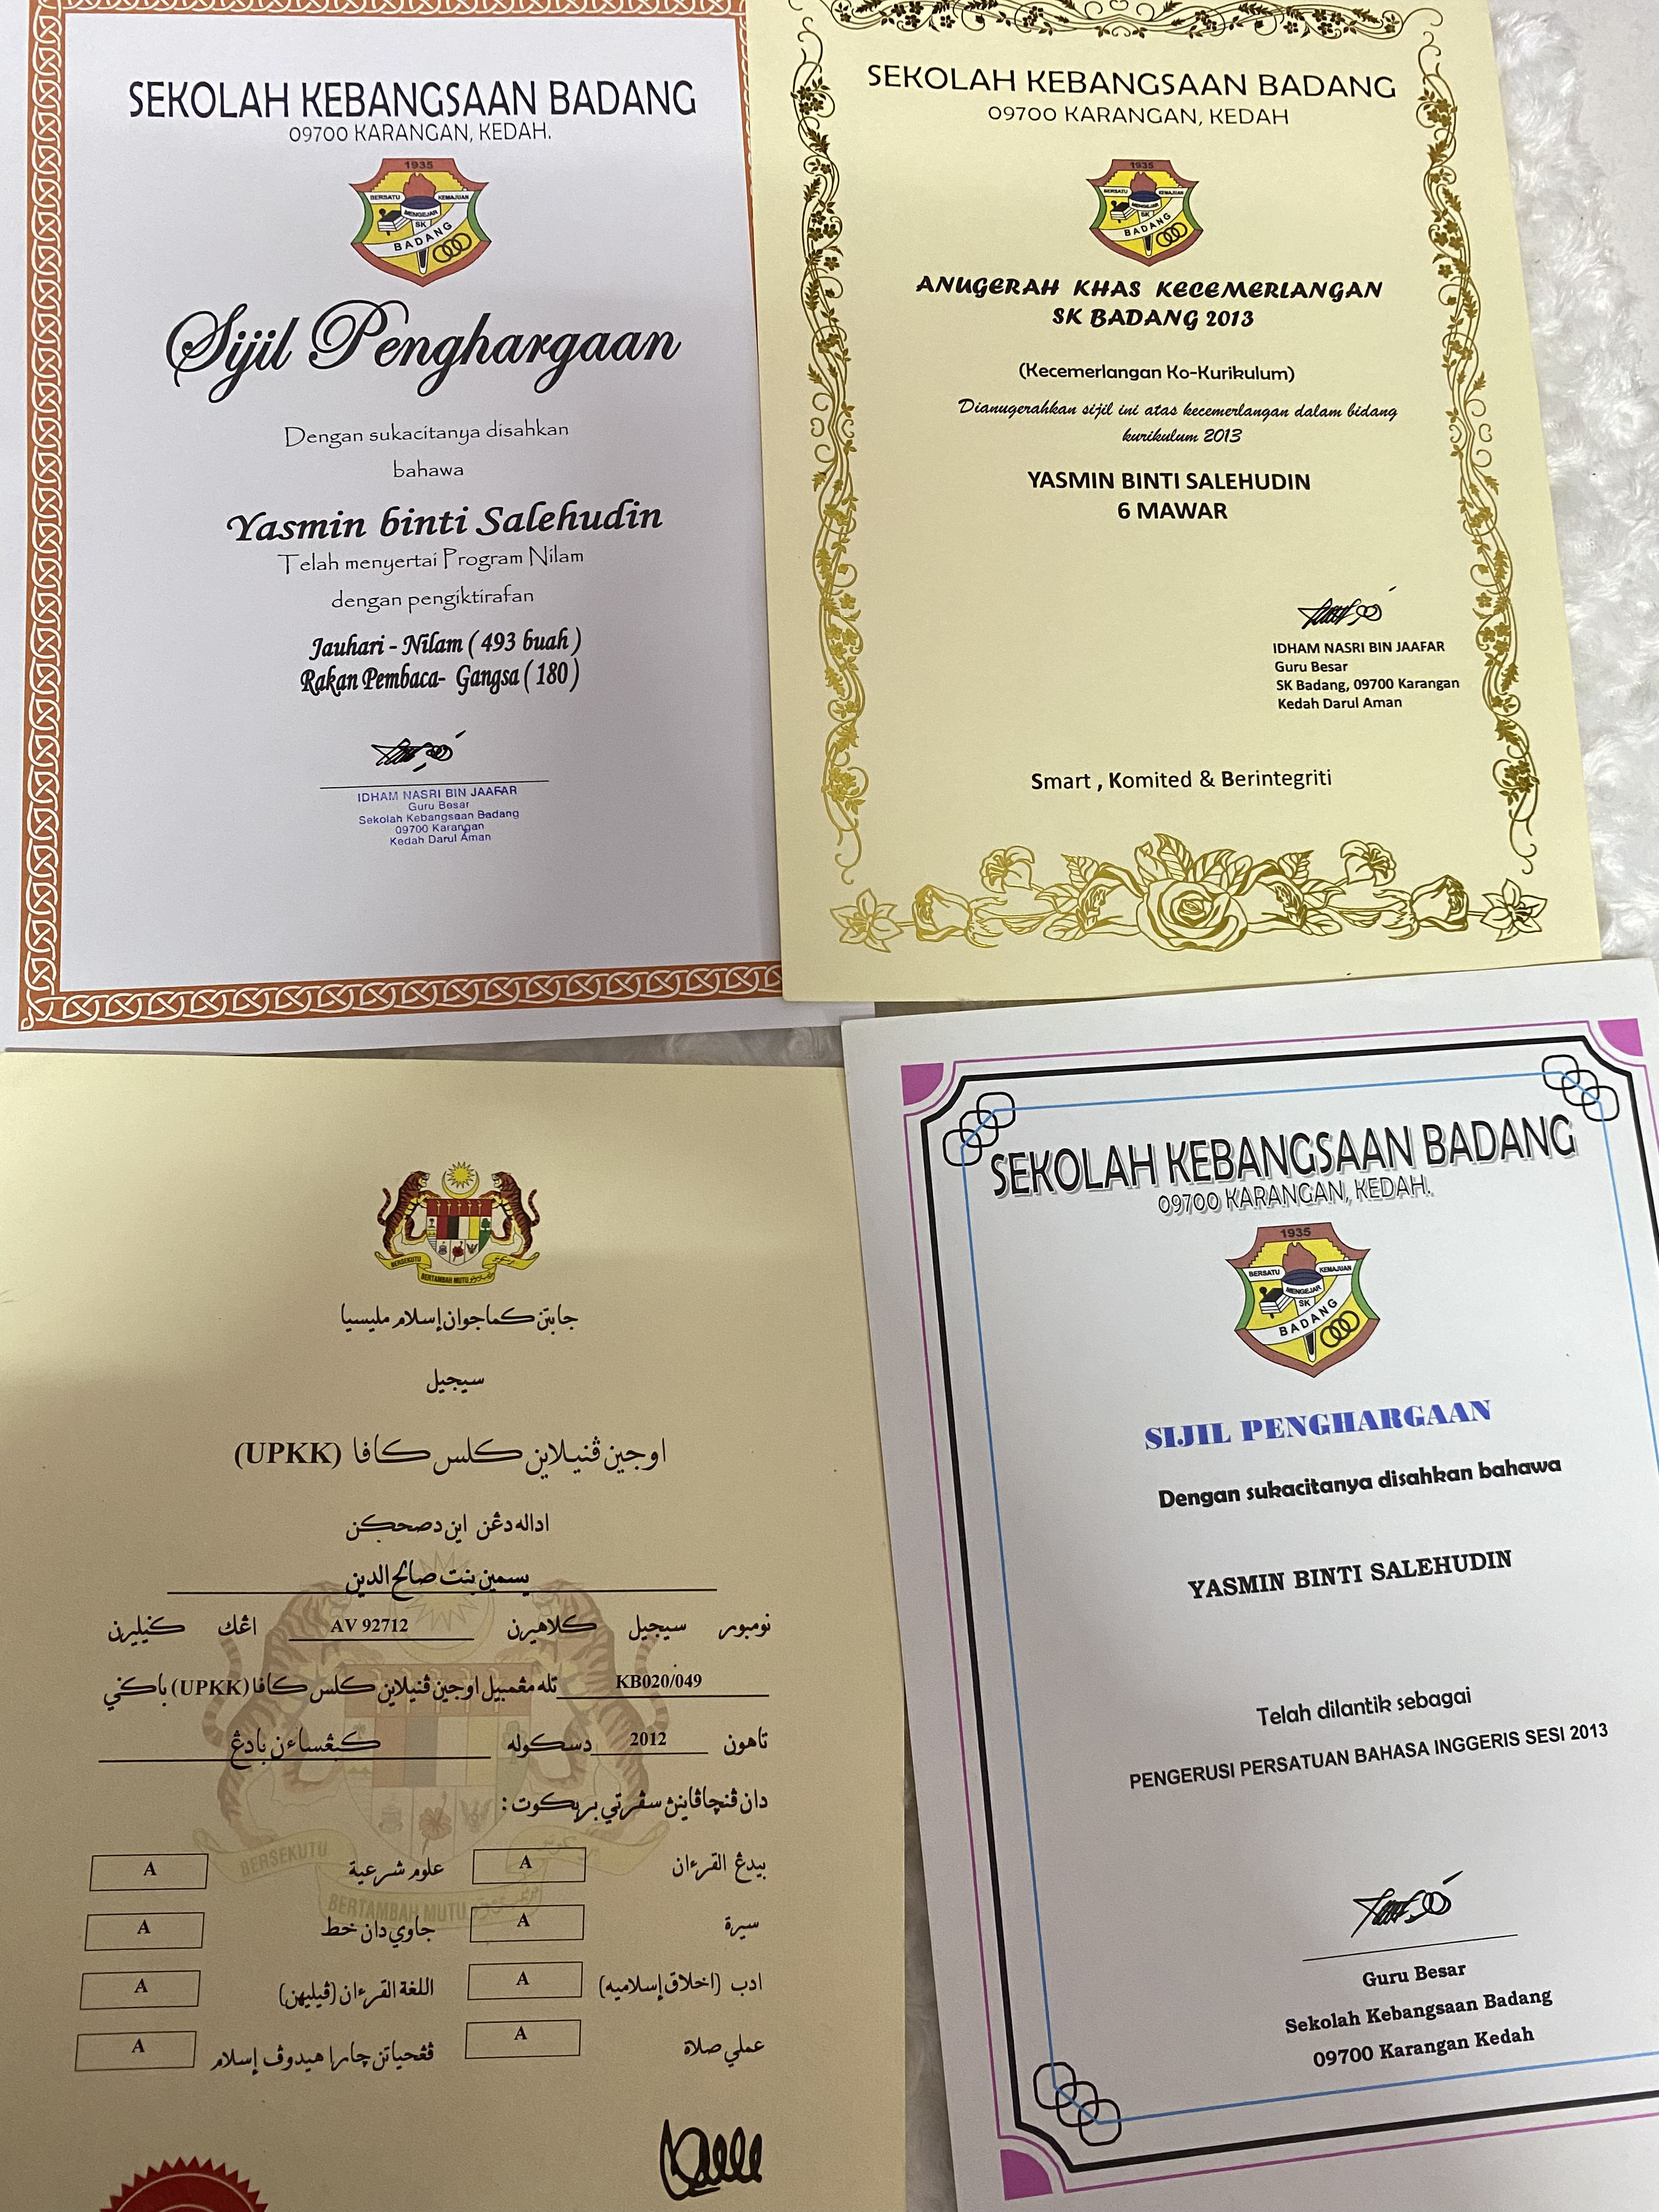 SEKOLAH KEBANGSAAN BADANG
09700 KARANGAN, KEDAH.
1935
BERSATU
KEMAJUAN
MENGEJAR
SK
BADANG
Sijil Penghargaan
Dengan sukacitanya disahkan
bahawa
Yasmin binti Salehudin
Telah menyertai Program Nilam
dengan pengiktirafan
Jauhari - Nilam ( 493 buah )
Rakan Pembaca- Gangsa ( 180 )
IDHAM NASRI BIN JAAFAR
Guru Besar
Sekolah Kebangsaan Badang
09700 Karangan
Kedah Darul Aman
SEKOLAH KEBANGSAAN BADANG
09700 KARANGAN, KEDAH
1935
BERSATU
KEMAJUAN
MENGEJAR
SK
BADANG
ANUGERAH KHAS KECEMERLANGAN
SK BADANG 2013
(Kecemerlangan Ko-Kurikulum)
Dianugerahkan sijil ini atas kecemerlangan dalam bidang
kurikulum 2013
YASMIN BINTI SALEHUDIN
6 MAWAR
IDHAM NASRI BIN JAAFAR
Guru Besar
SK Badang, 09700 Karangan
Kedah Darul Aman
Smart , Komited & Berintegriti
BERSEKUTU
BERTAMBAH MUTU
جابتن كماجوان إسلام مليسيا
سيجيل
اوجين ڤنيلاين كلس كافا (UPKK)
اداله دڠن اين دصحكن
يسمين بنت صالح الدين
نومبور سيجيل كلاهيرن AV 92712 اڠك ݢيليرن
KB020/049 تله مڠمبيل اوجين ڤنيلاين كلس كافا (UPKK) باݢي
تاهون 2012 دسكوله كبڠساءن بادڠ
دان ڤنچاڤاينڽ سڤرتي بريكوت :
بيدڠ القرءان A علوم شرعية A
سيرة A جاوي دان خط A
ادب (اخلاق إسلاميه) A اللغة القرءان (ڤيليهن) A
عملي صلاة A ڤڠحياتن چارا هيدوڤ إسلام A
BERSEKUTU
BERTAMBAH MUTU
SEKOLAH KEBANGSAAN BADANG
09700 KARANGAN, KEDAH.
1935
BERSATU
KEMAJUAN
MENGEJAR
SK
BADANG
SIJIL PENGHARGAAN
Dengan sukacitanya disahkan bahawa
YASMIN BINTI SALEHUDIN
Telah dilantik sebagai
PENGERUSI PERSATUAN BAHASA INGGERIS SESI 2013
Guru Besar
Sekolah Kebangsaan Badang
09700 Karangan Kedah